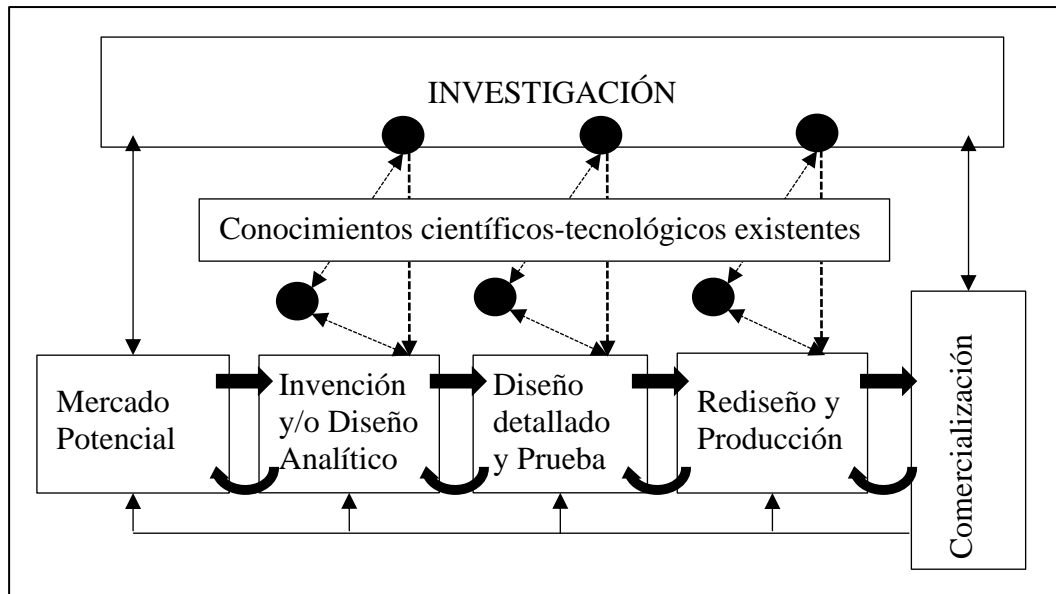 INVESTIGACIÓN
Conocimientos científicos-tecnológicos existentes
Mercado
Potencial
Invención
y/o Diseño
Analítico
Diseño
detallado
y Prueba
Rediseño y
Producción
Comercialización